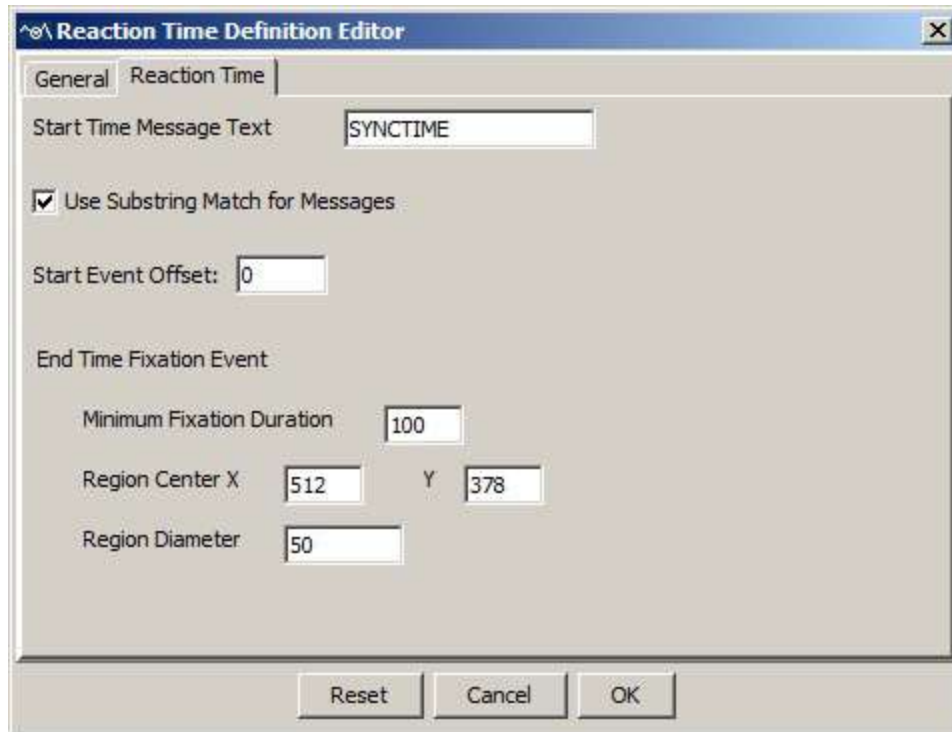 Reaction Time Definition Editor
General Reaction Time
Start Time Message Text SYNCTIME
Use Substring Match for Messages
Start Event Offset: 0
End Time Fixation Event
Minimum Fixation Duration 100
Region Center X 512 Y 378
Region Diameter 50
Reset Cancel OK